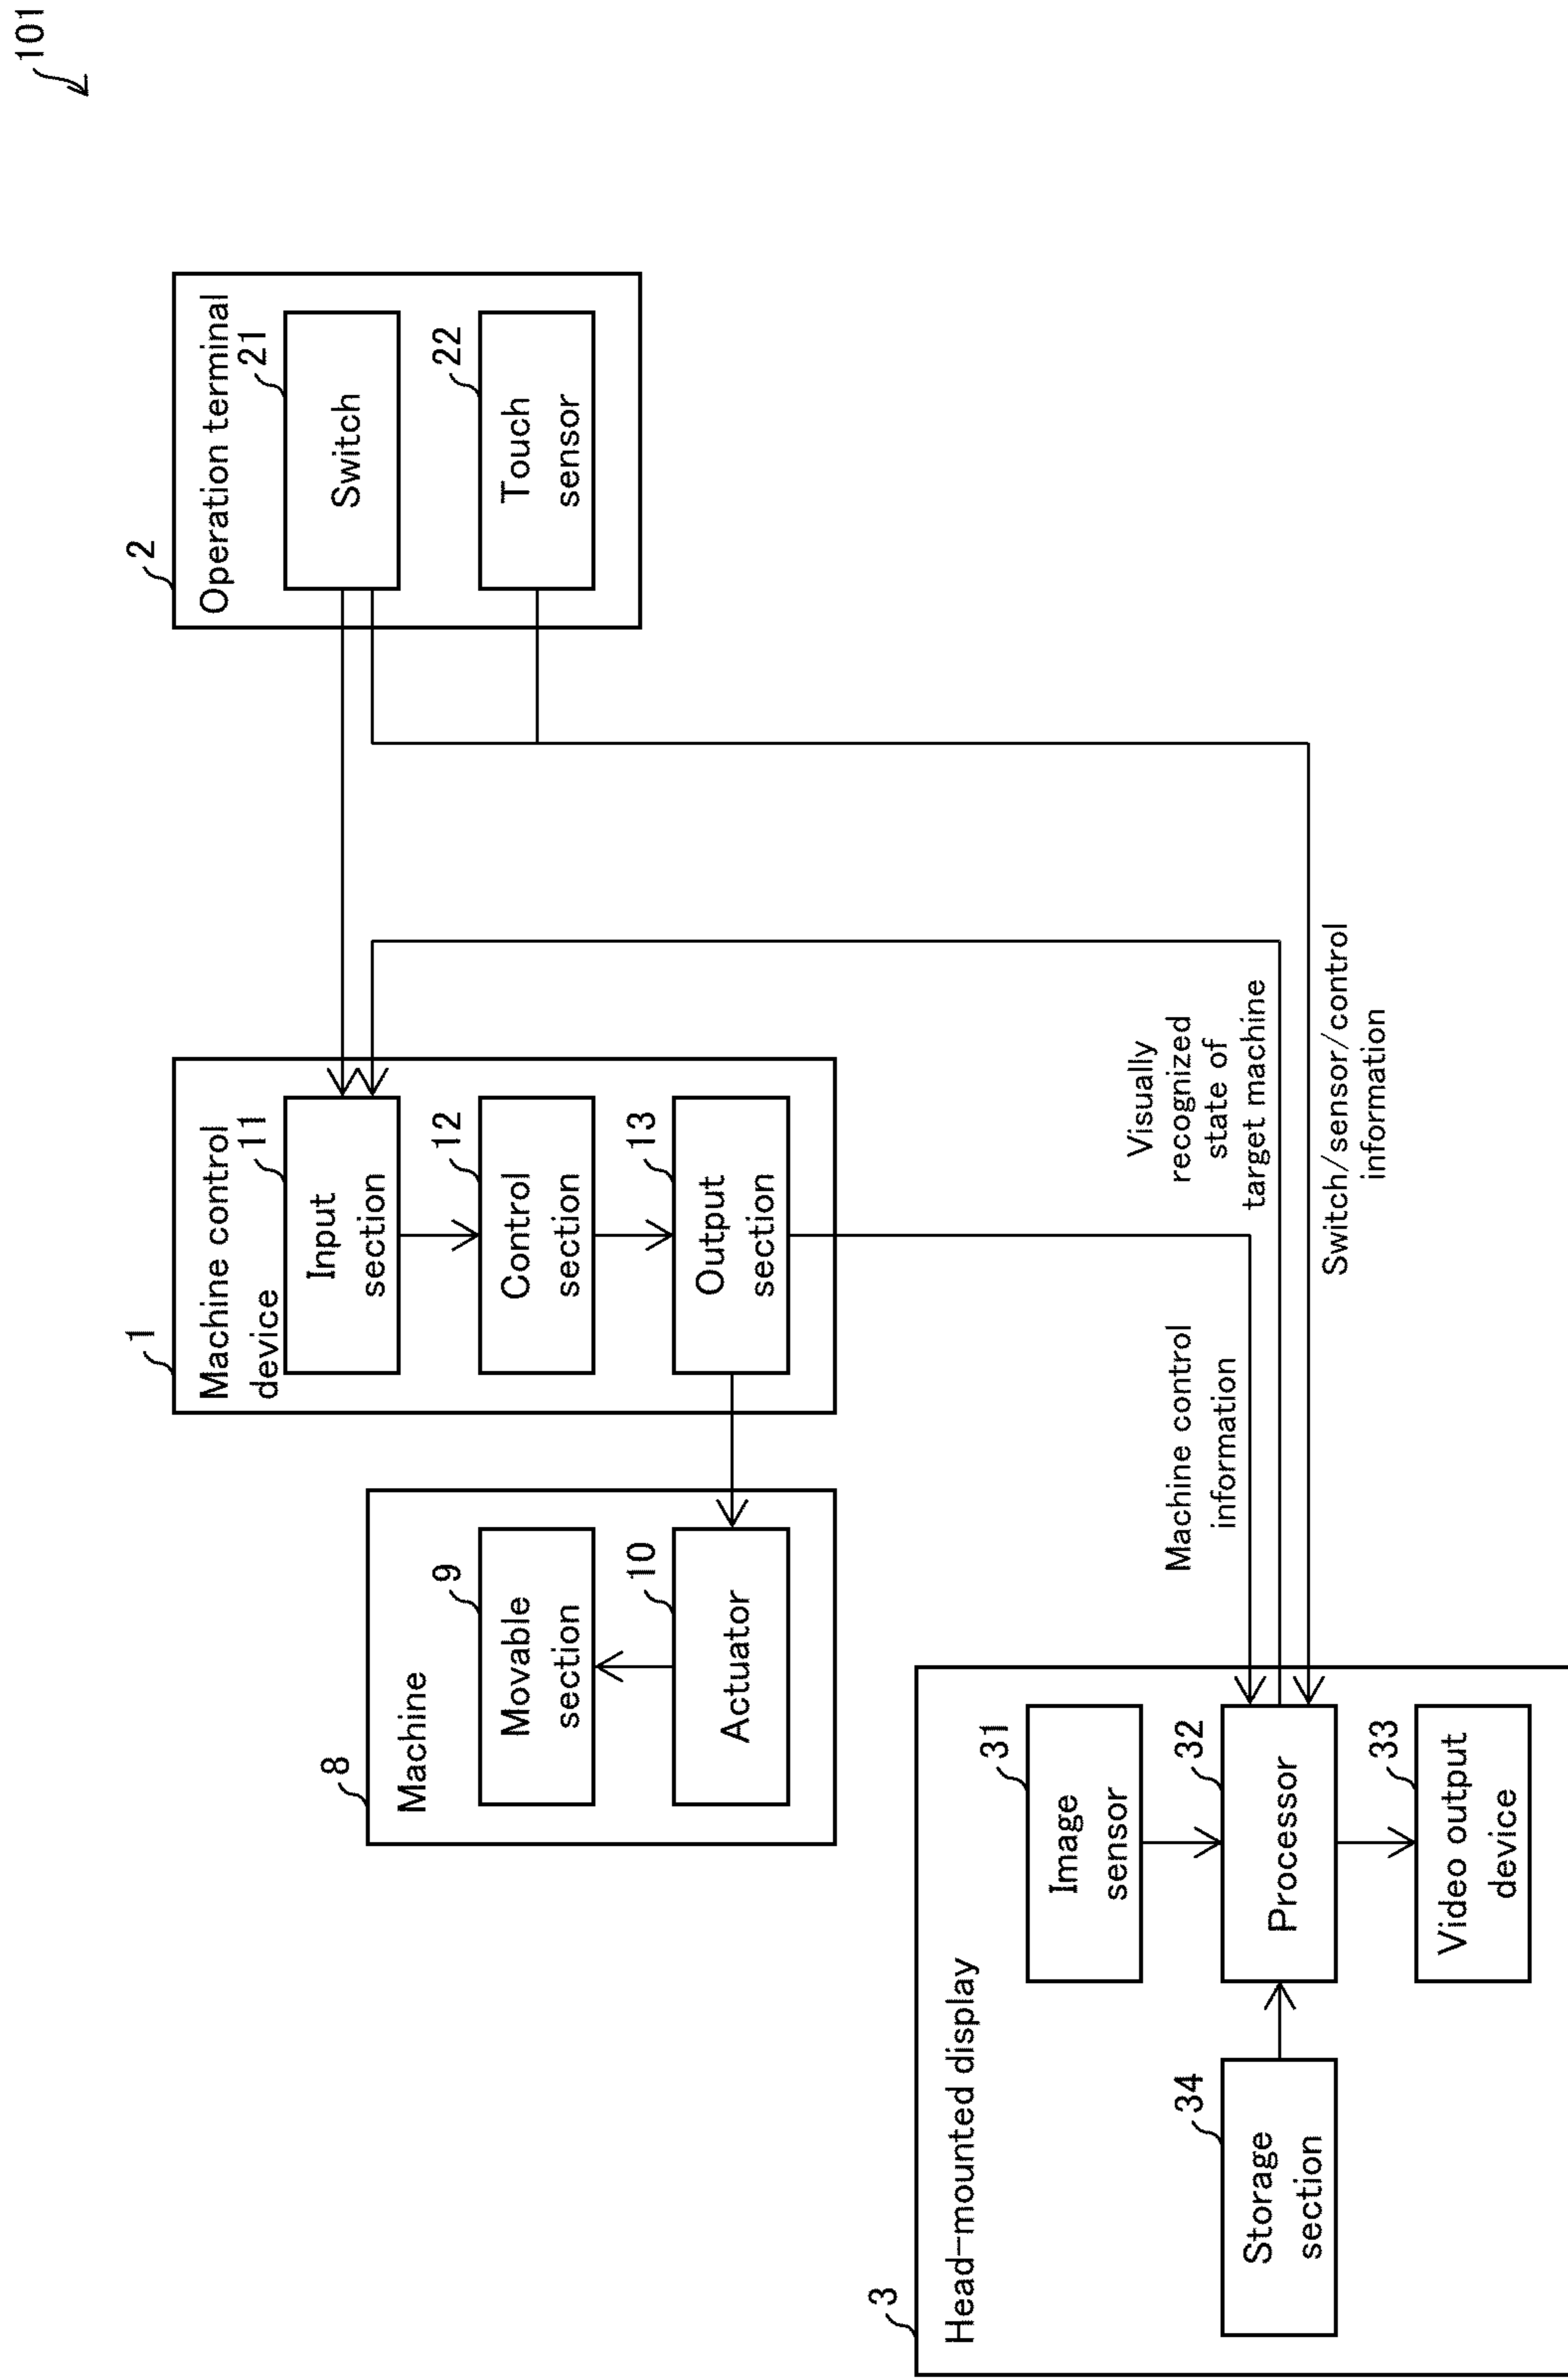 101
2
Operation terminal
21
Switch
22
Touch
sensor
1
Machine control
device
11
Input
section
12
Control
section
13
Output
section
8
Machine
9
Movable
section
10
Actuator
Machine control
information
Visually
recognized
state of
target machine
Switch/sensor/control
information
3
Head-mounted display
31
Image
sensor
32
Processor
33
Video output
device
34
Storage
section